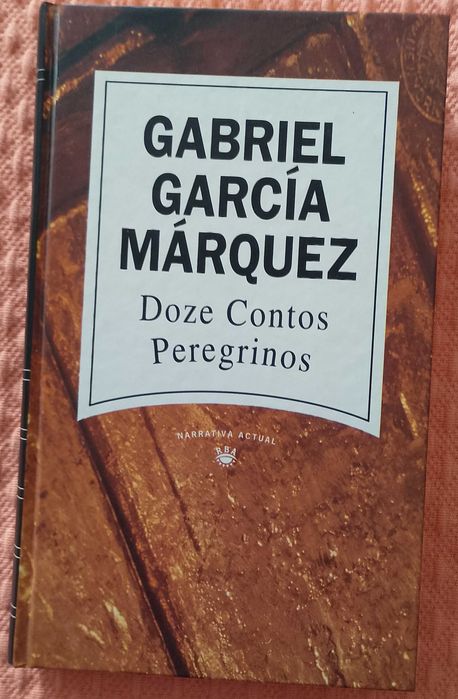 GABRIEL
GARCÍA
MÁRQUEZ
Doze Contos
Peregrinos
NARRATIVA ACTUAL
RBA